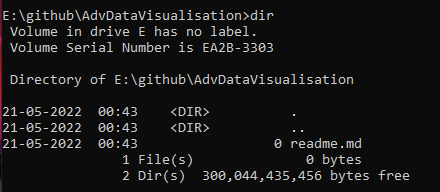 E:\github\AdvDataVisualisation>dir
 Volume in drive E has no label.
 Volume Serial Number is EA2B-3303

 Directory of E:\github\AdvDataVisualisation

21-05-2022  00:43    <DIR>          .
21-05-2022  00:43    <DIR>          ..
21-05-2022  00:43                 0 readme.md
               1 File(s)              0 bytes
               2 Dir(s)  300,044,435,456 bytes free